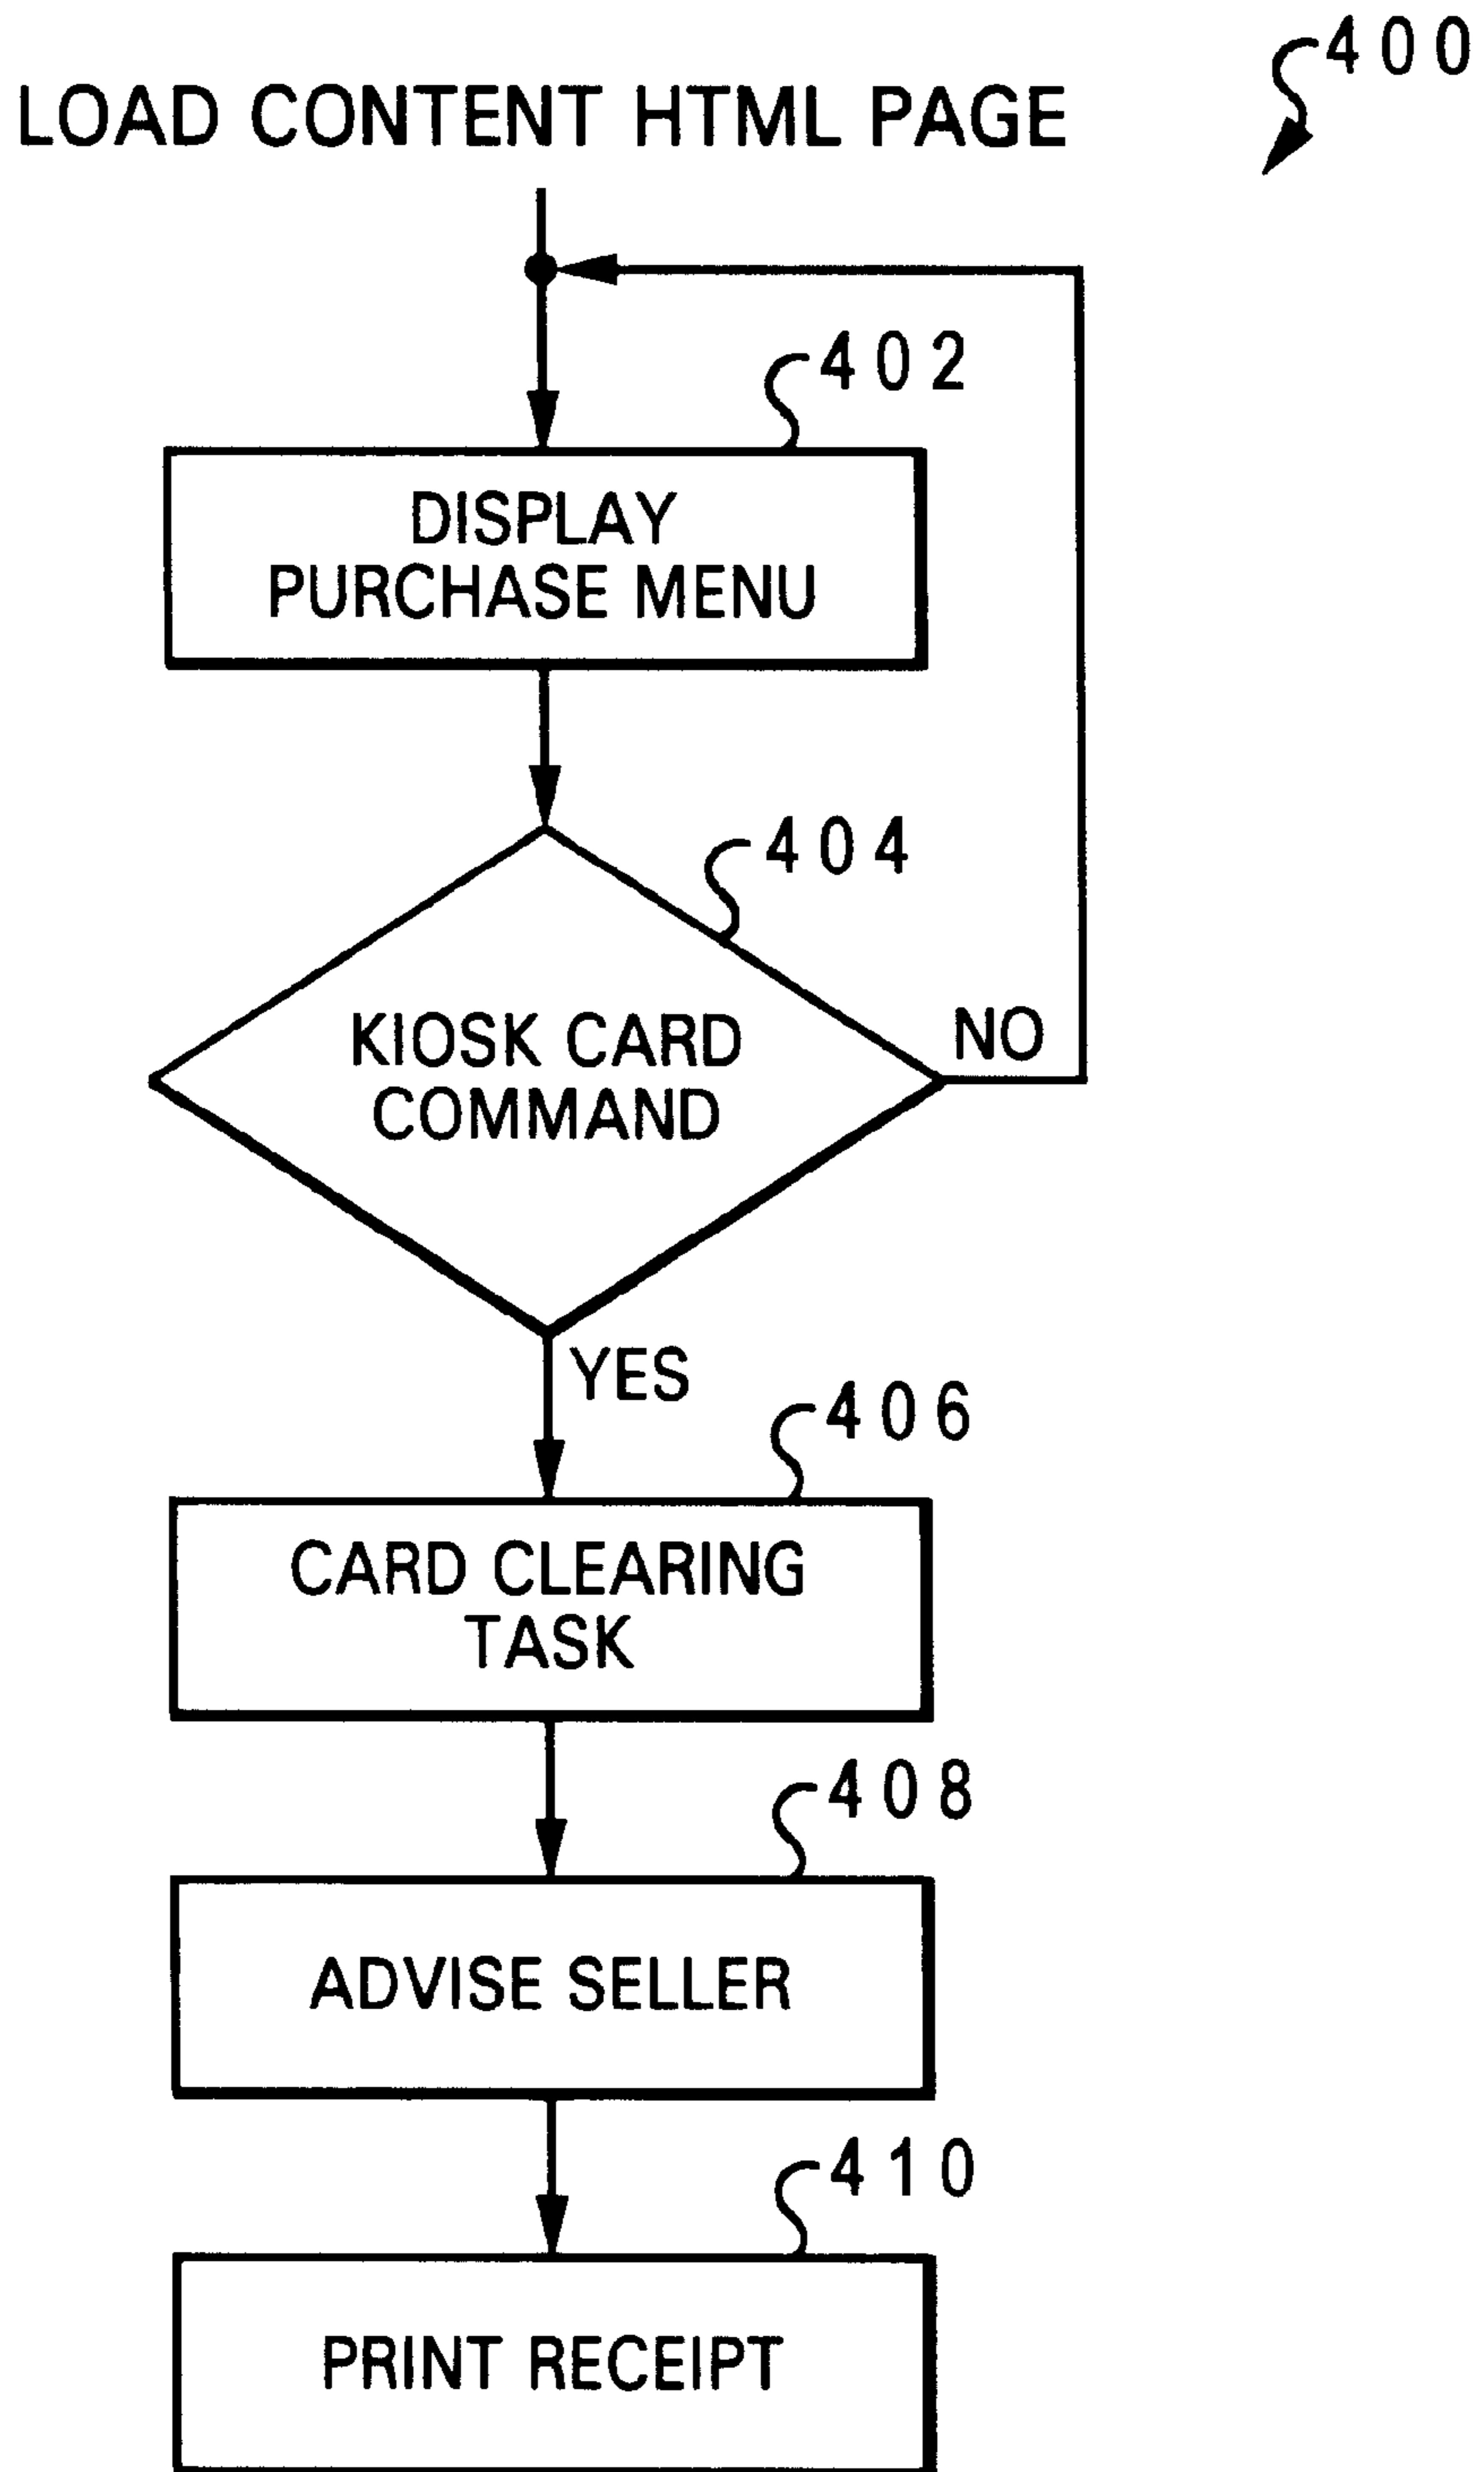 400
LOAD CONTENT HTML PAGE
402
DISPLAY
PURCHASE MENU
404
KIOSK CARD
COMMAND
NO
YES
406
CARD CLEARING
TASK
408
ADVISE SELLER
410
PRINT RECEIPT